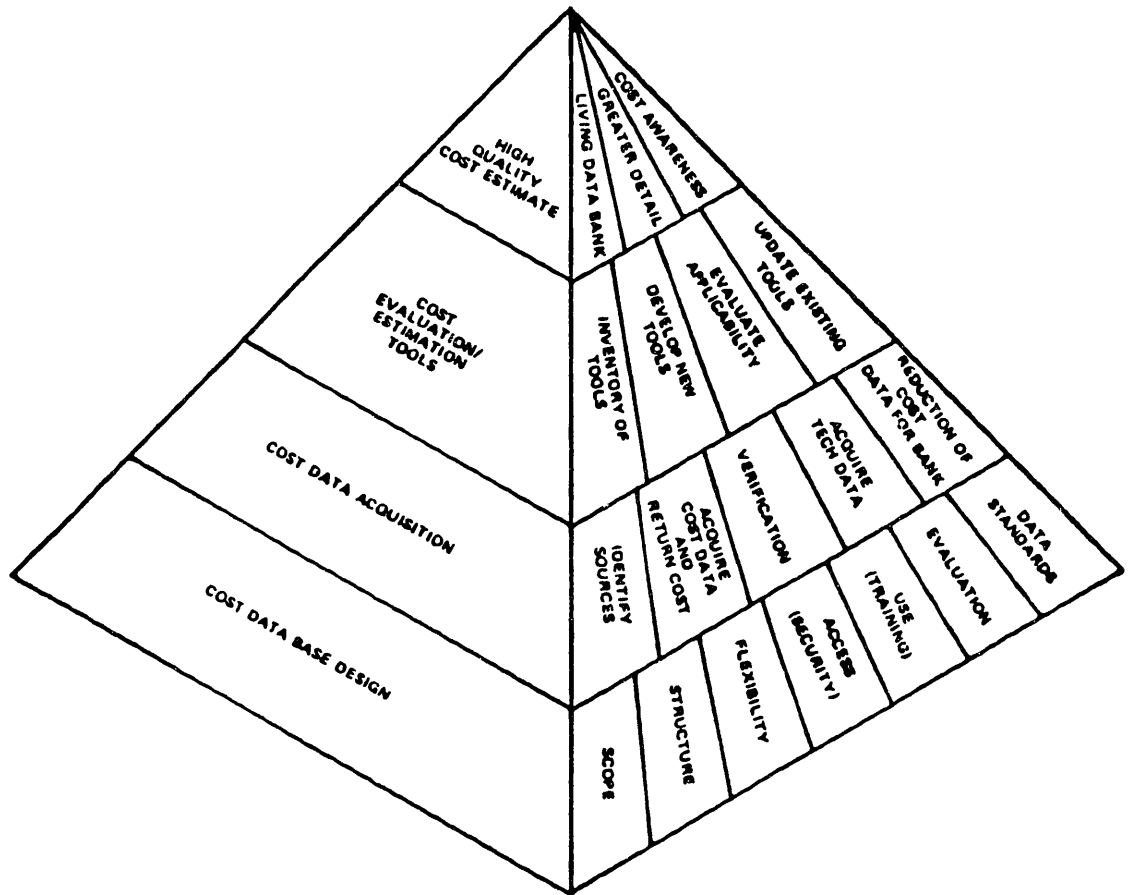 HIGH
QUALITY
COST ESTIMATE
LIVING DATA BANK
GREATER DETAIL
COST AWARENESS
COST
EVALUATION/
ESTIMATION
TOOLS
INVENTORY OF
TOOLS
DEVELOP NEW
TOOLS
EVALUATE
APPLICABILITY
UPDATE EXISTING
TOOLS
COST DATA ACQUISITION
IDENTIFY
SOURCES
ACQUIRE
COST DATA
AND
RETURN COST
VERIFICATION
ACQUIRE
TECH DATA
REDUCTION OF
COST
DATA FOR BANK
COST DATA BASE DESIGN
SCOPE
STRUCTURE
FLEXIBILITY
ACCESS
(SECURITY)
USE
(TRAINING)
EVALUATION
DATA
STANDARDS